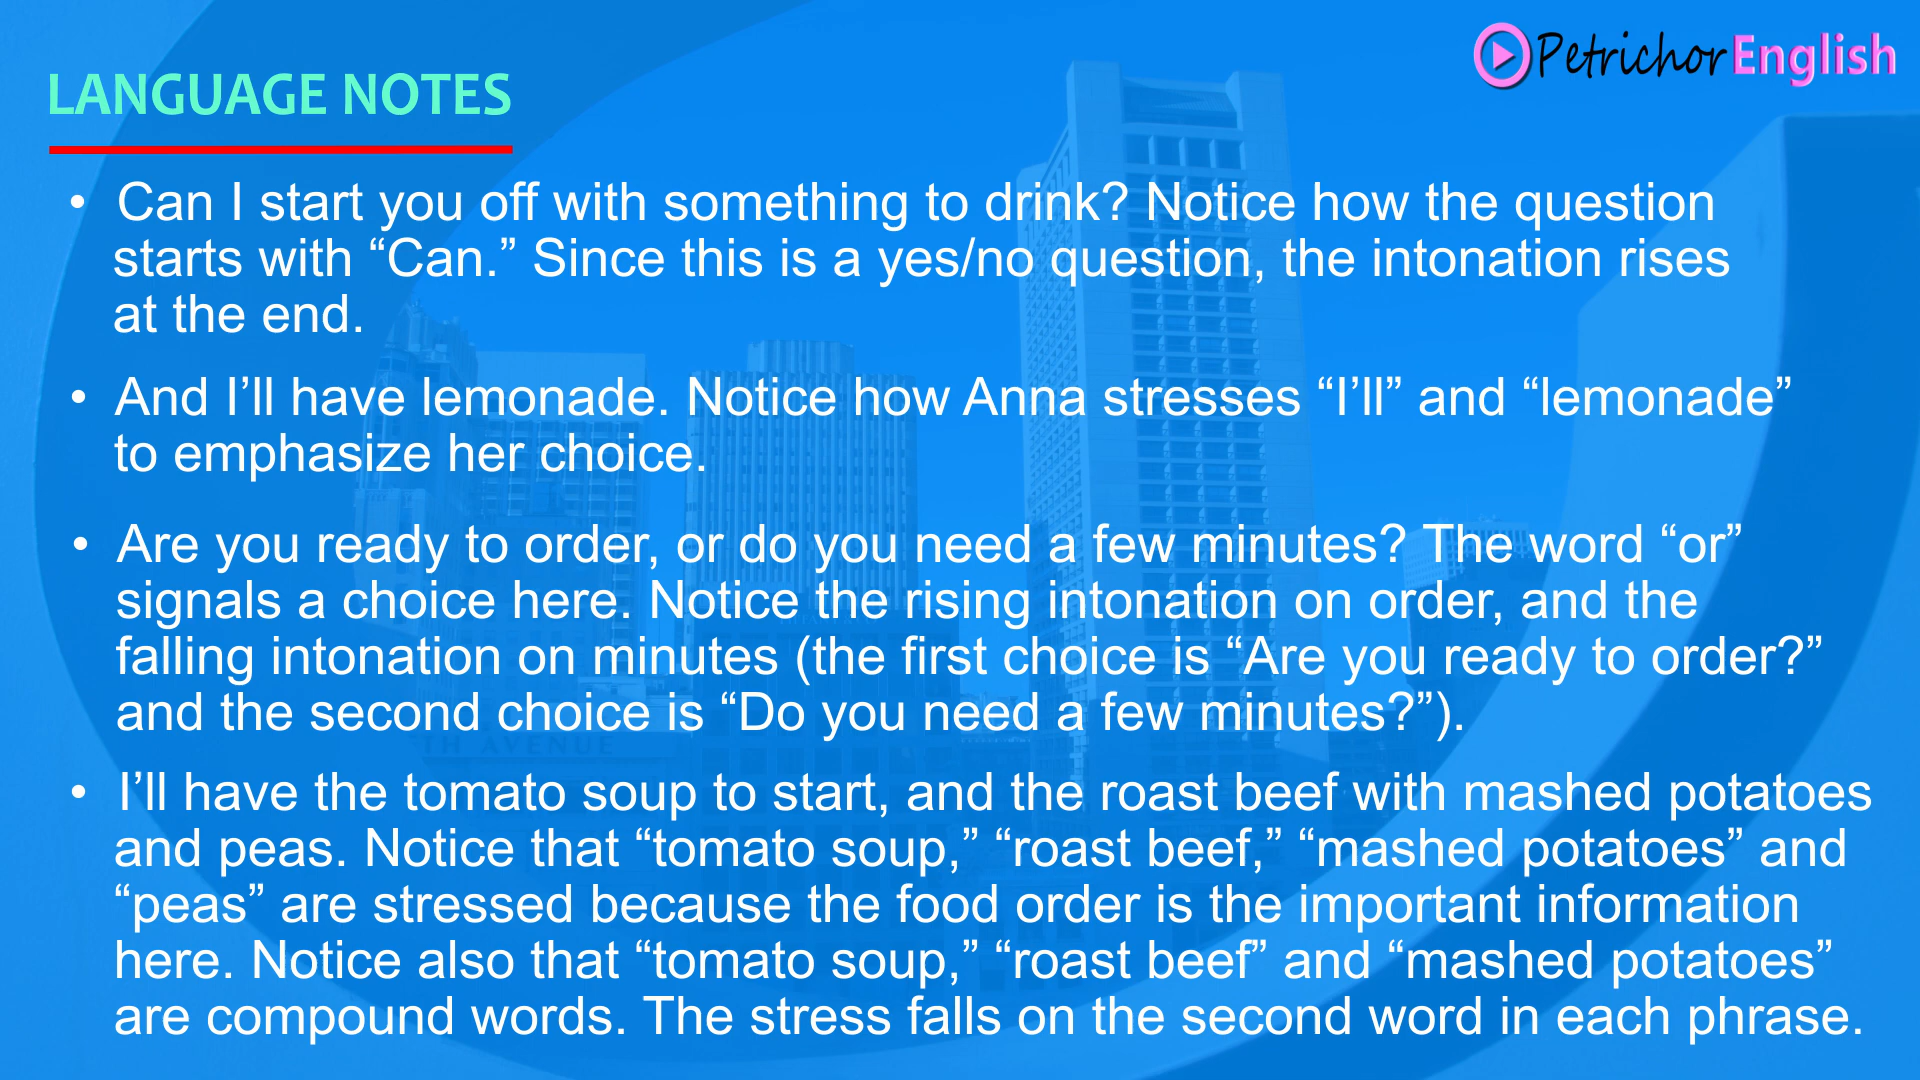 Petrichor English
LANGUAGE NOTES
• Can I start you off with something to drink? Notice how the question
starts with “Can.” Since this is a yes/no question, the intonation rises
at the end.
• And I’ll have lemonade. Notice how Anna stresses “I’ll” and “lemonade”
to emphasize her choice.
• Are you ready to order, or do you need a few minutes? The word “or”
signals a choice here. Notice the rising intonation on order, and the
falling intonation on minutes (the first choice is “Are you ready to order?”
and the second choice is “Do you need a few minutes?”).
• I’ll have the tomato soup to start, and the roast beef with mashed potatoes
and peas. Notice that “tomato soup,” “roast beef,” “mashed potatoes” and
“peas” are stressed because the food order is the important information
here. Notice also that “tomato soup,” “roast beef” and “mashed potatoes”
are compound words. The stress falls on the second word in each phrase.
TH AVENUE